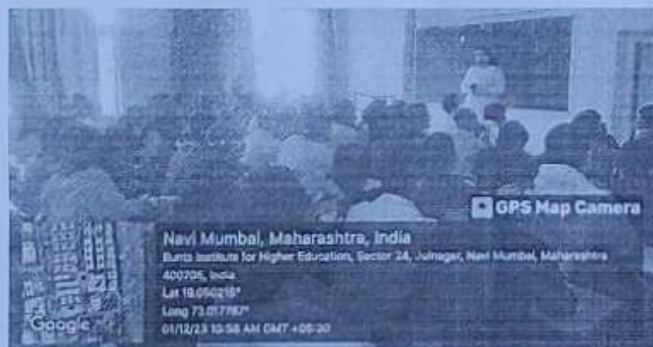 GPS Map Camera
Navi Mumbai, Maharashtra, India
Bunts Institute for Higher Education, Sector 24, Juinagar, Navi Mumbai, Maharashtra
400705, India
Lat 19.050215°
Long 73.017787°
01/12/23 10:58 AM GMT +05:30
Google